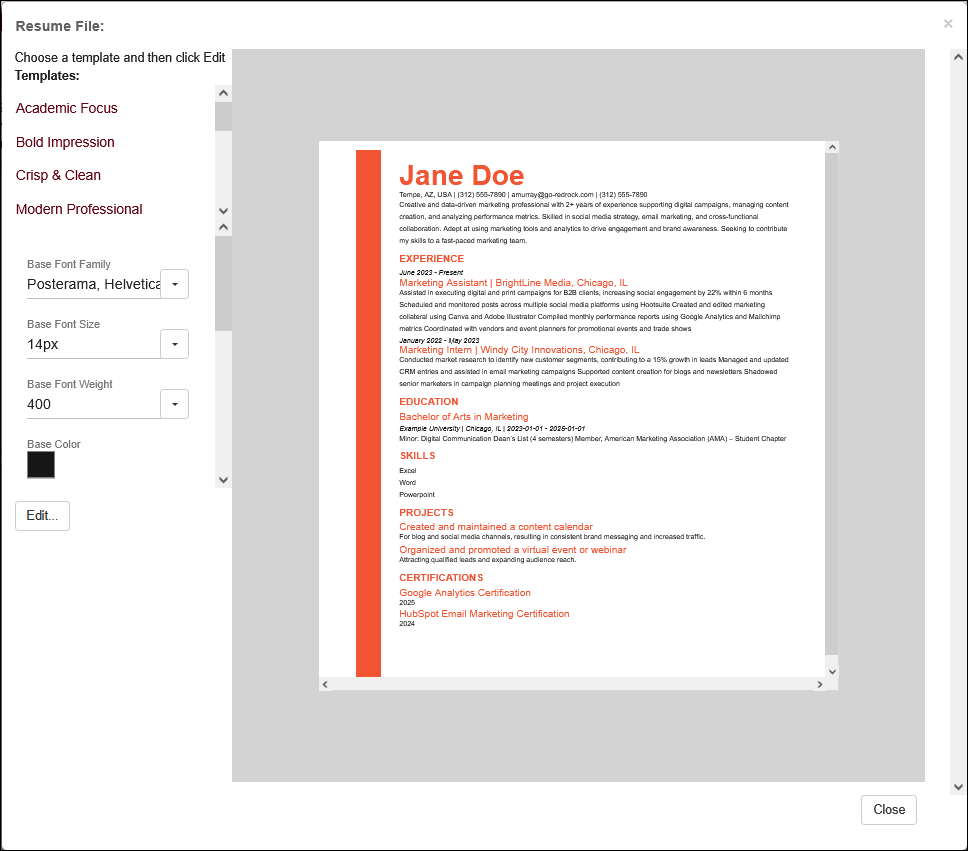 Resume File:
×
Choose a template and then click Edit
Templates:
Academic Focus
Bold Impression
Crisp & Clean
Modern Professional
Base Font Family
Posterama, Helvetica
Base Font Size
14px
Base Font Weight
400
Base Color
Edit...
Jane Doe
Tempe, AZ, USA | (312) 555-7890 | amurray@go-redrock.com | (312) 555-7890
Creative and data-driven marketing professional with 2+ years of experience supporting digital campaigns, managing content
creation, and analyzing performance metrics. Skilled in social media strategy, email marketing, and cross-functional
collaboration. Adept at using marketing tools and analytics to drive engagement and brand awareness. Seeking to contribute
my skills to a fast-paced marketing team.
EXPERIENCE
June 2023 - Present
Marketing Assistant | BrightLine Media, Chicago, IL
Assisted in executing digital and print campaigns for B2B clients, increasing social engagement by 22% within 6 months
Scheduled and monitored posts across multiple social media platforms using Hootsuite Created and edited marketing
collateral using Canva and Adobe Illustrator Compiled monthly performance reports using Google Analytics and Mailchimp
metrics Coordinated with vendors and event planners for promotional events and trade shows
January 2022 - May 2023
Marketing Intern | Windy City Innovations, Chicago, IL
Conducted market research to identify new customer segments, contributing to a 15% growth in leads Managed and updated
CRM entries and assisted in email marketing campaigns Supported content creation for blogs and newsletters Shadowed
senior marketers in campaign planning meetings and project execution
EDUCATION
Bachelor of Arts in Marketing
Example University | Chicago, IL | 2023-01-01 - 2025-01-01
Minor: Digital Communication Dean's List (4 semesters) Member, American Marketing Association (AMA) – Student Chapter
SKILLS
Excel
Word
Powerpoint
PROJECTS
Created and maintained a content calendar
For blog and social media channels, resulting in consistent brand messaging and increased traffic.
Organized and promoted a virtual event or webinar
Attracting qualified leads and expanding audience reach.
CERTIFICATIONS
Google Analytics Certification
2025
HubSpot Email Marketing Certification
2024
Close